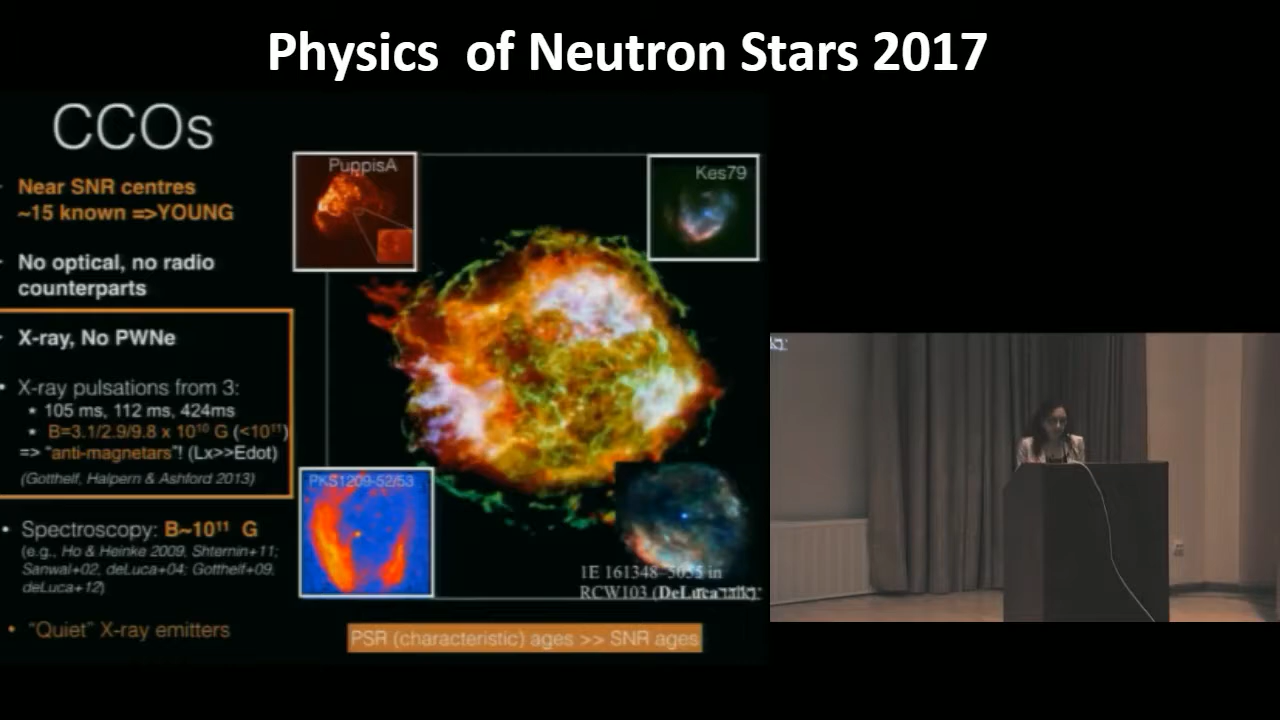 Physics of Neutron Stars 2017
CCOs
- Near SNR centres
~15 known =>YOUNG
- No optical, no radio
counterparts
- X-ray, No PWNe
• X-ray pulsations from 3:
* 105 ms, 112 ms, 424ms
* B=3.1/2.9/9.8 x 10¹⁰ G (<10¹¹)
=> "anti-magnetars"! (Lx>>Edot)
(Gotthelf, Halpern & Ashford 2013)
• Spectroscopy: B~10¹¹ G
(e.g., Ho & Heinke 2009, Shternin+11;
Sanwal+02, deLuca+04; Gotthelf+09,
deLuca+12)
• "Quiet" X-ray emitters
PuppisA
Kes79
PKS1209-52/53
1E 161348-5055 in
RCW103 (DeLuca talk)
PSR (characteristic) ages >> SNR ages